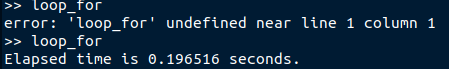 >> loop_for
error: 'loop_for' undefined near line 1 column 1
>> loop_for
Elapsed time is 0.196516 seconds.